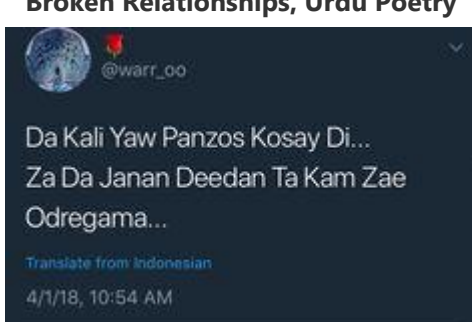 Broken Relationships, Urdu Poetry
@warr_oo
Da Kali Yaw Panzos Kosay Di...
Za Da Janan Deedan Ta Kam Zae
Odregama...
Translate from Indonesian
4/1/18, 10:54 AM